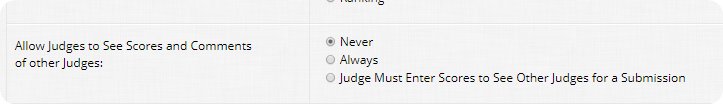 Ranking
Allow Judges to See Scores and Comments
of other Judges:
Never
Always
Judge Must Enter Scores to See Other Judges for a Submission